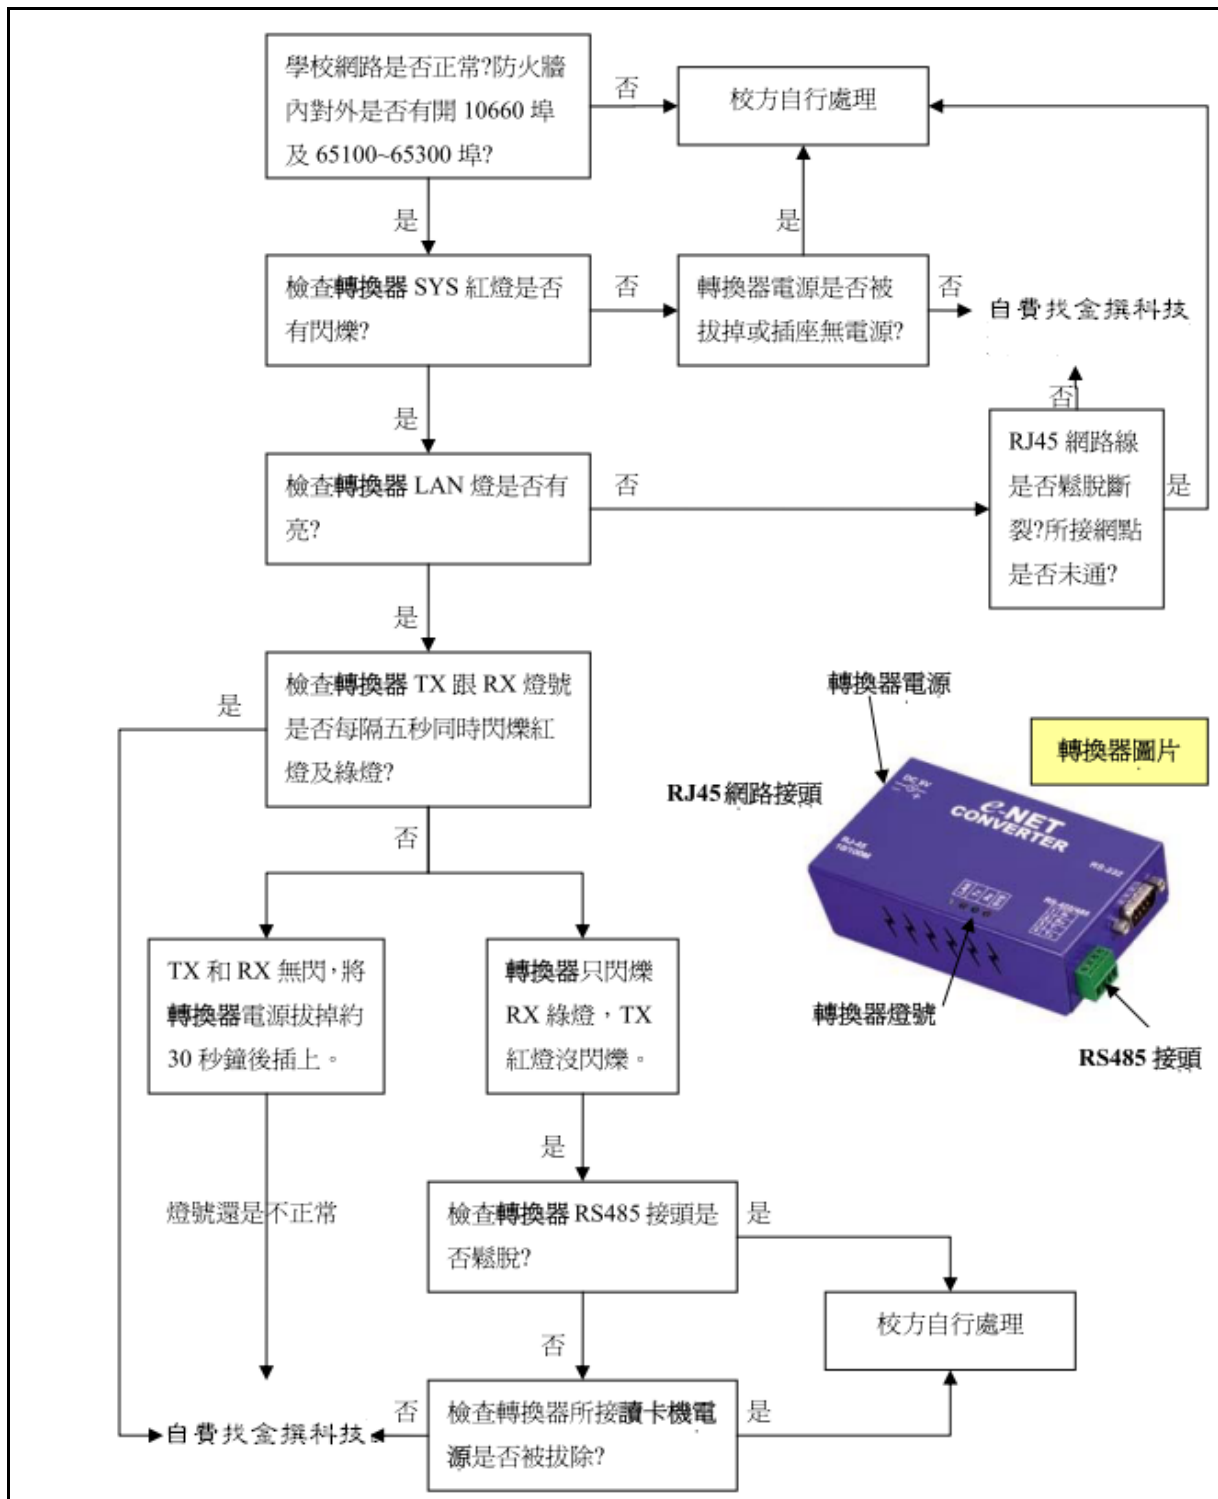 學校網路是否正常?防火牆
內對外是否有開 10660 埠
及 65100~65300 埠?
否
校方自行處理
是
是
檢查轉換器 SYS 紅燈是否
有閃爍?
否
轉換器電源是否被
拔掉或插座無電源?
否
自費找金撰科技
是
否
檢查轉換器 LAN 燈是否有
亮?
否
RJ45 網路線
是否鬆脫斷
裂?所接網點
是否未通?
是
是
檢查轉換器 TX 跟 RX 燈號
是否每隔五秒同時閃爍紅
燈及綠燈?
是
否
轉換器電源
轉換器圖片
RJ45 網路接頭
DC 9V
e-NET
CONVERTER
RJ-45
10/100M
RS-232
RS-422/485
轉換器燈號
RS485 接頭
TX 和 RX 無閃，將
轉換器電源拔掉約
30 秒鐘後插上。
轉換器只閃爍
RX 綠燈，TX
紅燈沒閃爍。
是
燈號還是不正常
檢查轉換器 RS485 接頭是
否鬆脫?
是
校方自行處理
否
自費找金撰科技
否
檢查轉換器所接讀卡機電
源是否被拔除?
是